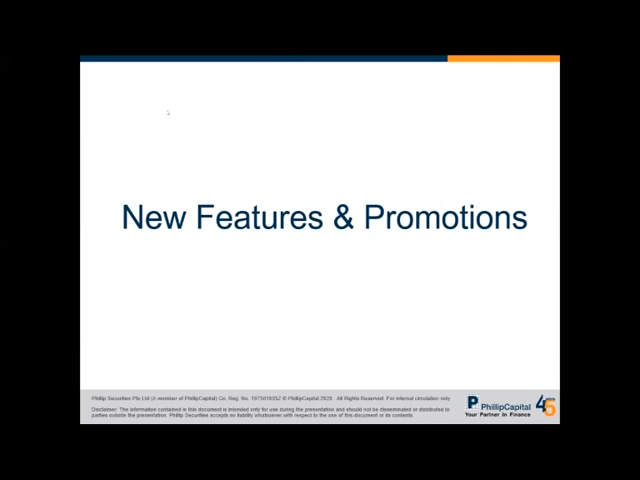 New Features & Promotions
Phillip Securities Pte Ltd (A member of PhillipCapital) Co. Reg. No. 197501035Z © PhillipCapital 2020. All Rights Reserved. For internal circulation only.
Disclaimer: The information contained in this document is intended only for use during the presentation and should not be disseminated or distributed to
parties outside the presentation. Phillip Securities accepts no liability whatsoever with respect to the use of this document or its contents.
PhillipCapital
Your Partner In Finance
45